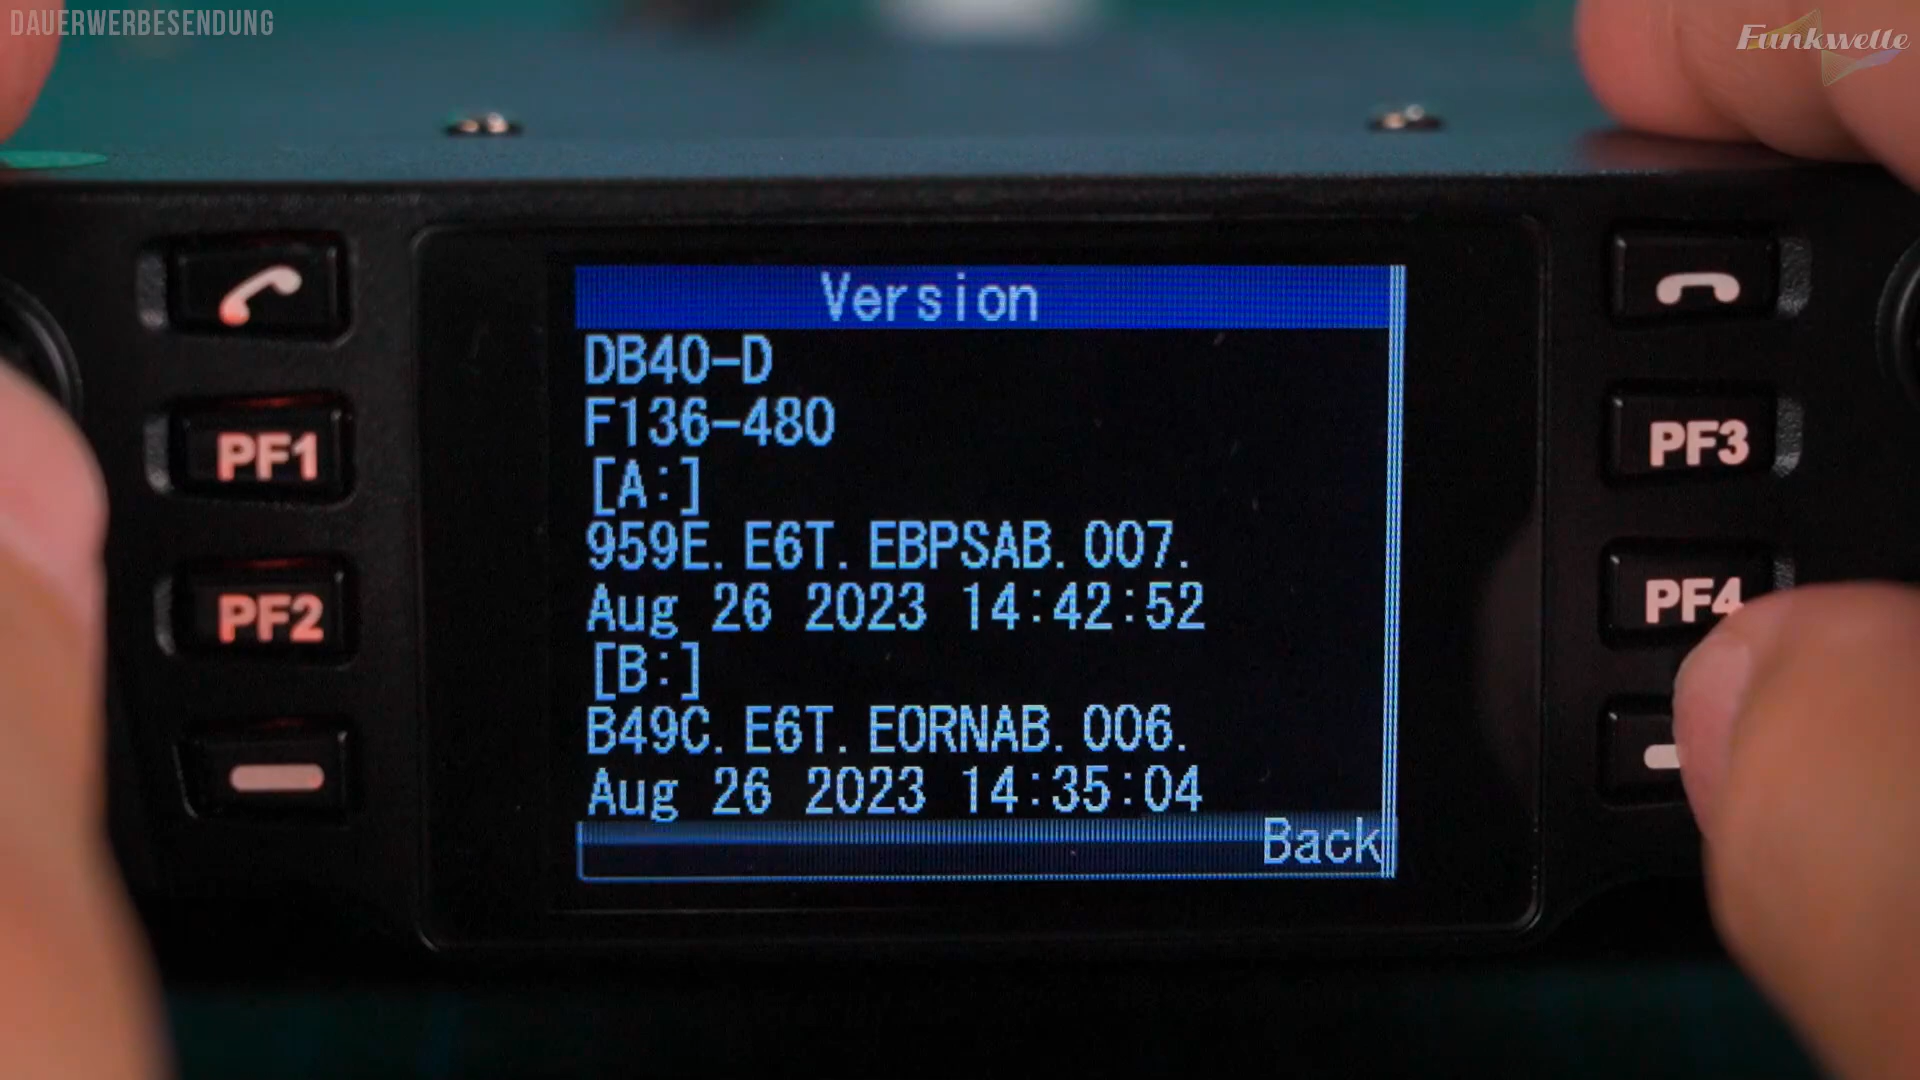 DAUERWERBESENDUNG
Funkwelle
Version
DB40-D
F136-480
[A:]
959E.E6T.EBPSAB.007.
Aug 26 2023 14:42:52
[B:]
B49C.E6T.EORNAB.006.
Aug 26 2023 14:35:04
Back
PF1
PF2
PF3
PF4